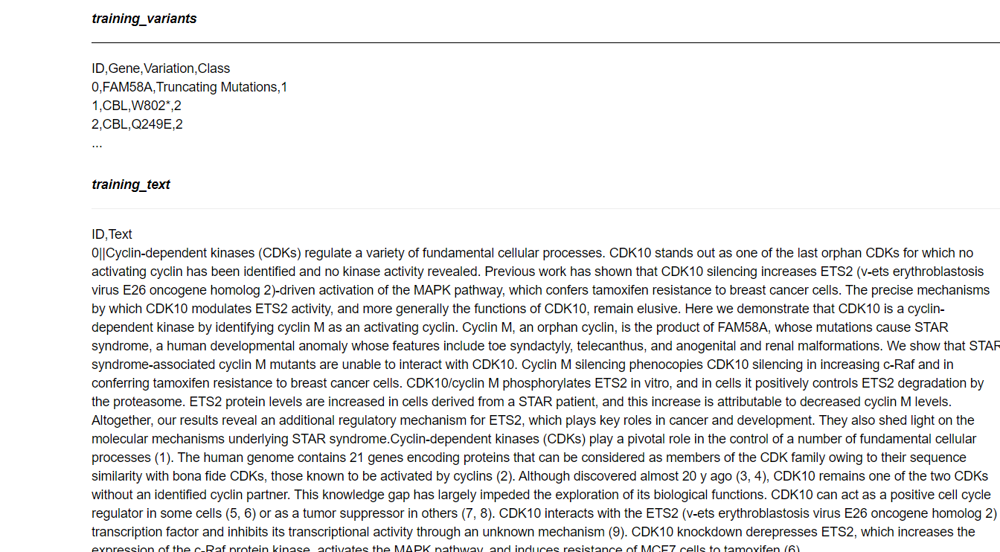 training_variants
ID,Gene,Variation,Class
0,FAM58A,Truncating Mutations,1
1,CBL,W802*,2
2,CBL,Q249E,2
...
training_text
ID,Text
0||Cyclin-dependent kinases (CDKs) regulate a variety of fundamental cellular processes. CDK10 stands out as one of the last orphan CDKs for which no
activating cyclin has been identified and no kinase activity revealed. Previous work has shown that CDK10 silencing increases ETS2 (v-ets erythroblastosis
virus E26 oncogene homolog 2)-driven activation of the MAPK pathway, which confers tamoxifen resistance to breast cancer cells. The precise mechanisms
by which CDK10 modulates ETS2 activity, and more generally the functions of CDK10, remain elusive. Here we demonstrate that CDK10 is a cyclin-
dependent kinase by identifying cyclin M as an activating cyclin. Cyclin M, an orphan cyclin, is the product of FAM58A, whose mutations cause STAR
syndrome, a human developmental anomaly whose features include toe syndactyly, telecanthus, and anogenital and renal malformations. We show that STAR
syndrome-associated cyclin M mutants are unable to interact with CDK10. Cyclin M silencing phenocopies CDK10 silencing in increasing c-Raf and in
conferring tamoxifen resistance to breast cancer cells. CDK10/cyclin M phosphorylates ETS2 in vitro, and in cells it positively controls ETS2 degradation by
the proteasome. ETS2 protein levels are increased in cells derived from a STAR patient, and this increase is attributable to decreased cyclin M levels.
Altogether, our results reveal an additional regulatory mechanism for ETS2, which plays key roles in cancer and development. They also shed light on the
molecular mechanisms underlying STAR syndrome.Cyclin-dependent kinases (CDKs) play a pivotal role in the control of a number of fundamental cellular
processes (1). The human genome contains 21 genes encoding proteins that can be considered as members of the CDK family owing to their sequence
similarity with bona fide CDKs, those known to be activated by cyclins (2). Although discovered almost 20 y ago (3, 4), CDK10 remains one of the two CDKs
without an identified cyclin partner. This knowledge gap has largely impeded the exploration of its biological functions. CDK10 can act as a positive cell cycle
regulator in some cells (5, 6) or as a tumor suppressor in others (7, 8). CDK10 interacts with the ETS2 (v-ets erythroblastosis virus E26 oncogene homolog 2)
transcription factor and inhibits its transcriptional activity through an unknown mechanism (9). CDK10 knockdown derepresses ETS2, which increases the
expression of the c-Raf protein kinase, activates the MAPK pathway, and induces resistance of MCF7 cells to tamoxifen (6)